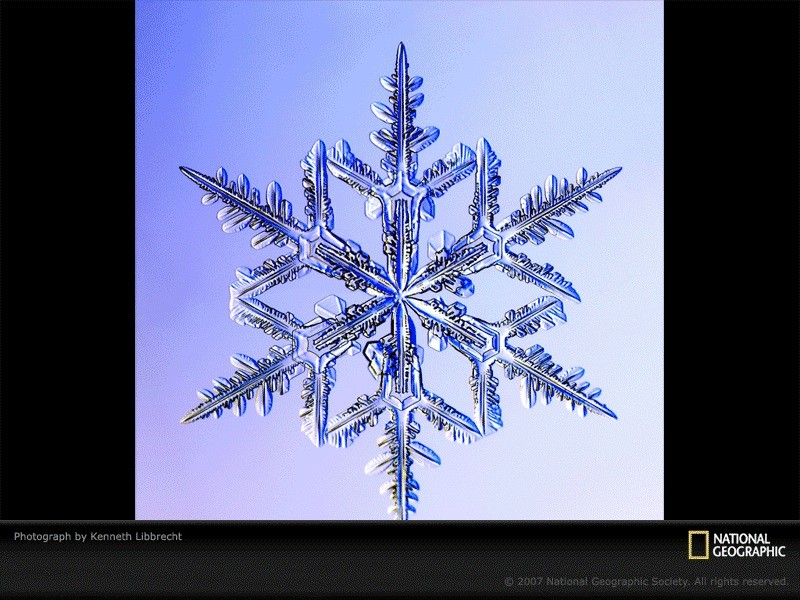 Photograph by Kenneth Libbrecht
NATIONAL
GEOGRAPHIC
© 2007 National Geographic Society. All rights reserved.